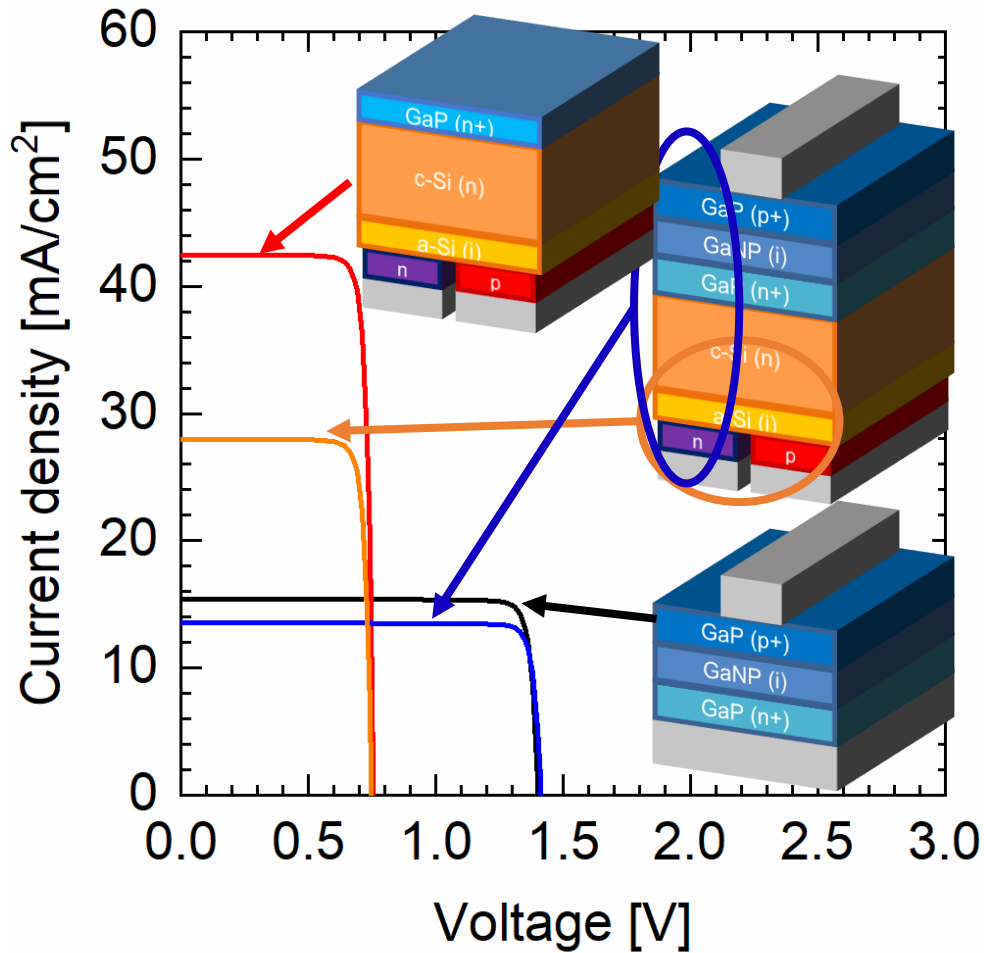 60
50
40
30
20
10
0
Current density [mA/cm²]
0.0 0.5 1.0 1.5 2.0 2.5 3.0
Voltage [V]
GaP (n+)
c-Si (n)
a-Si (i)
n
p
GaP (p+)
GaNP (i)
GaP (n+)
c-Si (n)
a-Si (i)
n
p
GaP (p+)
GaNP (i)
GaP (n+)